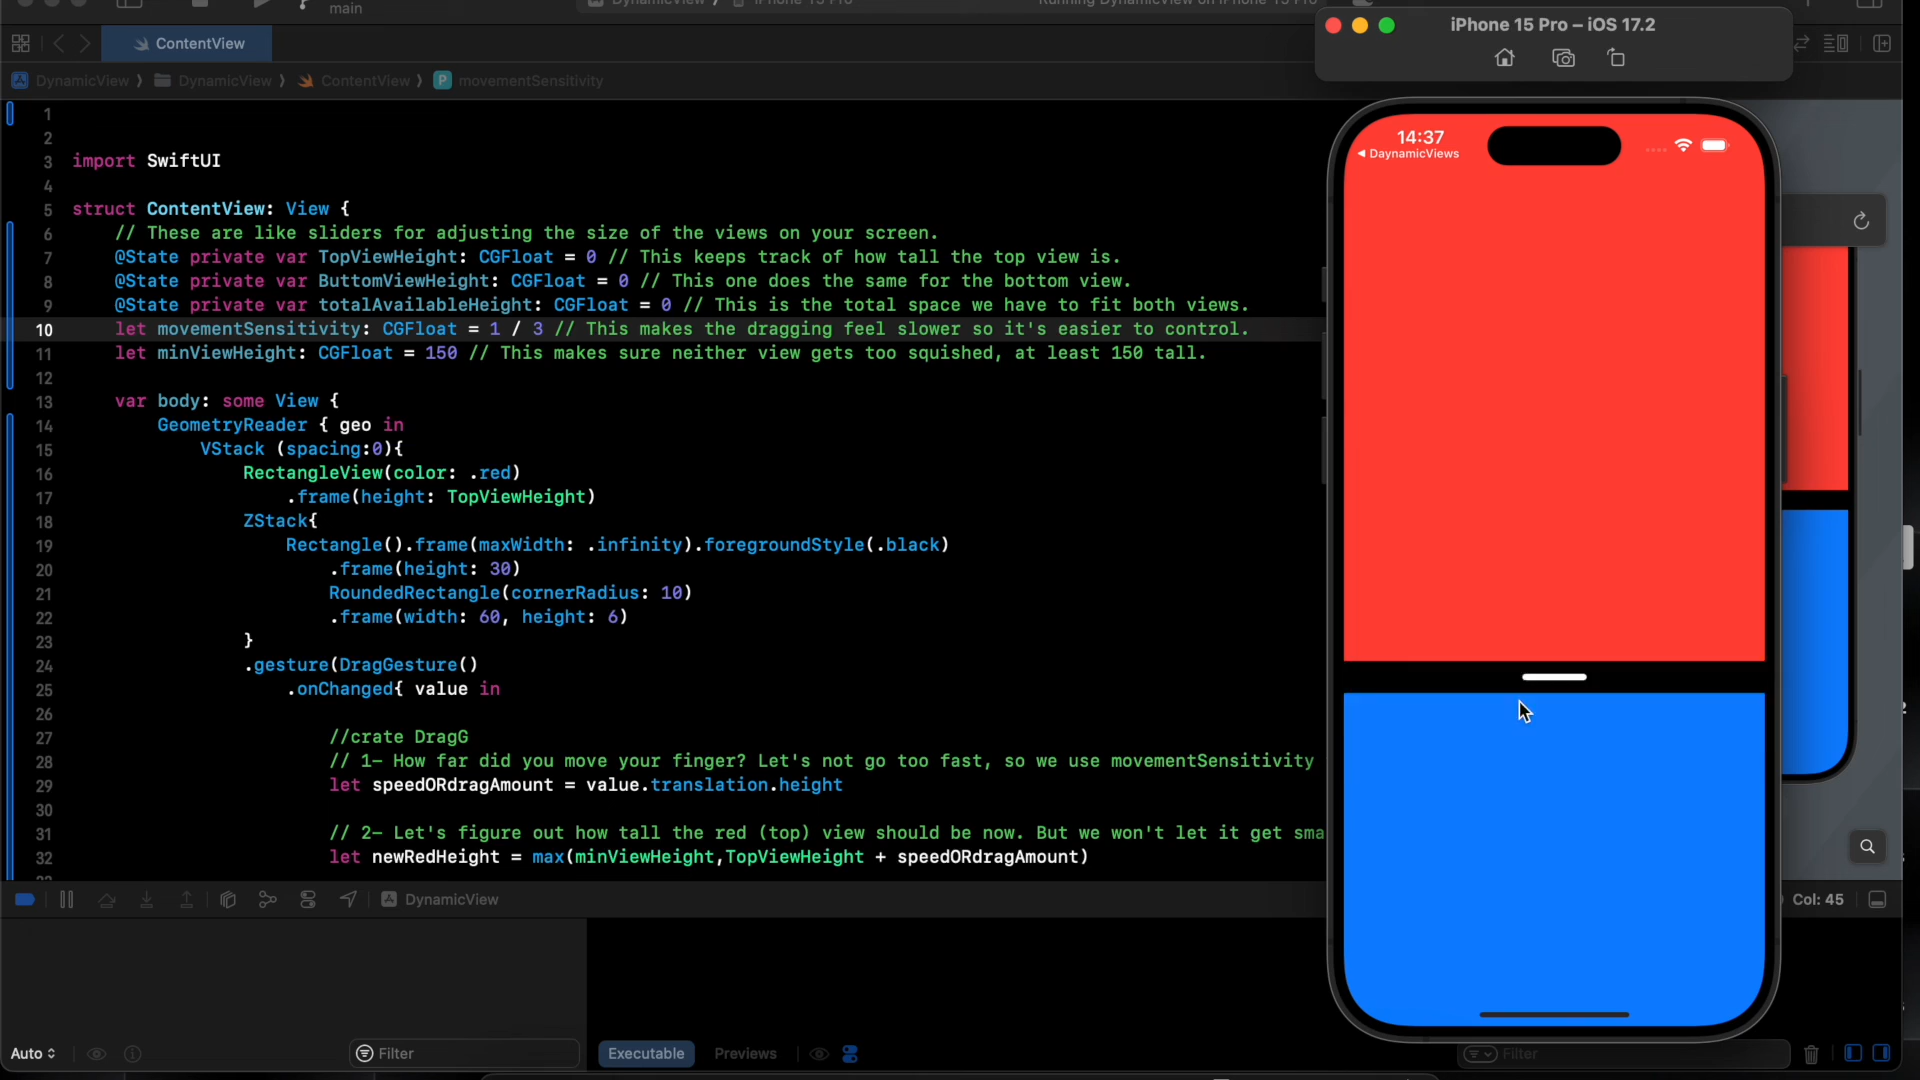 main
ContentView
DynamicView 〉 DynamicView 〉 ContentView 〉 P movementSensitivity
1
2
3 import SwiftUI
4
5 struct ContentView: View {
6 // These are like sliders for adjusting the size of the views on your screen.
7 @State private var TopViewHeight: CGFloat = 0 // This keeps track of how tall the top view is.
8 @State private var ButtomViewHeight: CGFloat = 0 // This one does the same for the bottom view.
9 @State private var totalAvailableHeight: CGFloat = 0 // This is the total space we have to fit both views.
10 let movementSensitivity: CGFloat = 1 / 3 // This makes the dragging feel slower so it's easier to control.
11 let minViewHeight: CGFloat = 150 // This makes sure neither view gets too squished, at least 150 tall.
12
13 var body: some View {
14 GeometryReader { geo in
15 VStack (spacing:0){
16 RectangleView(color: .red)
17 .frame(height: TopViewHeight)
18 ZStack{
19 Rectangle().frame(maxWidth: .infinity).foregroundStyle(.black)
20 .frame(height: 30)
21 RoundedRectangle(cornerRadius: 10)
22 .frame(width: 60, height: 6)
23 }
24 .gesture(DragGesture()
25 .onChanged{ value in
26
27 //crate DragG
28 // 1- How far did you move your finger? Let's not go too fast, so we use movementSensitivity
29 let speedORdragAmount = value.translation.height
30
31 // 2- Let's figure out how tall the red (top) view should be now. But we won't let it get sma
32 let newRedHeight = max(minViewHeight,TopViewHeight + speedORdragAmount)
DynamicView
Col: 45
Auto
Filter
Executable
Previews
Filter
iPhone 15 Pro – iOS 17.2
14:37
◀ DaynamicViews